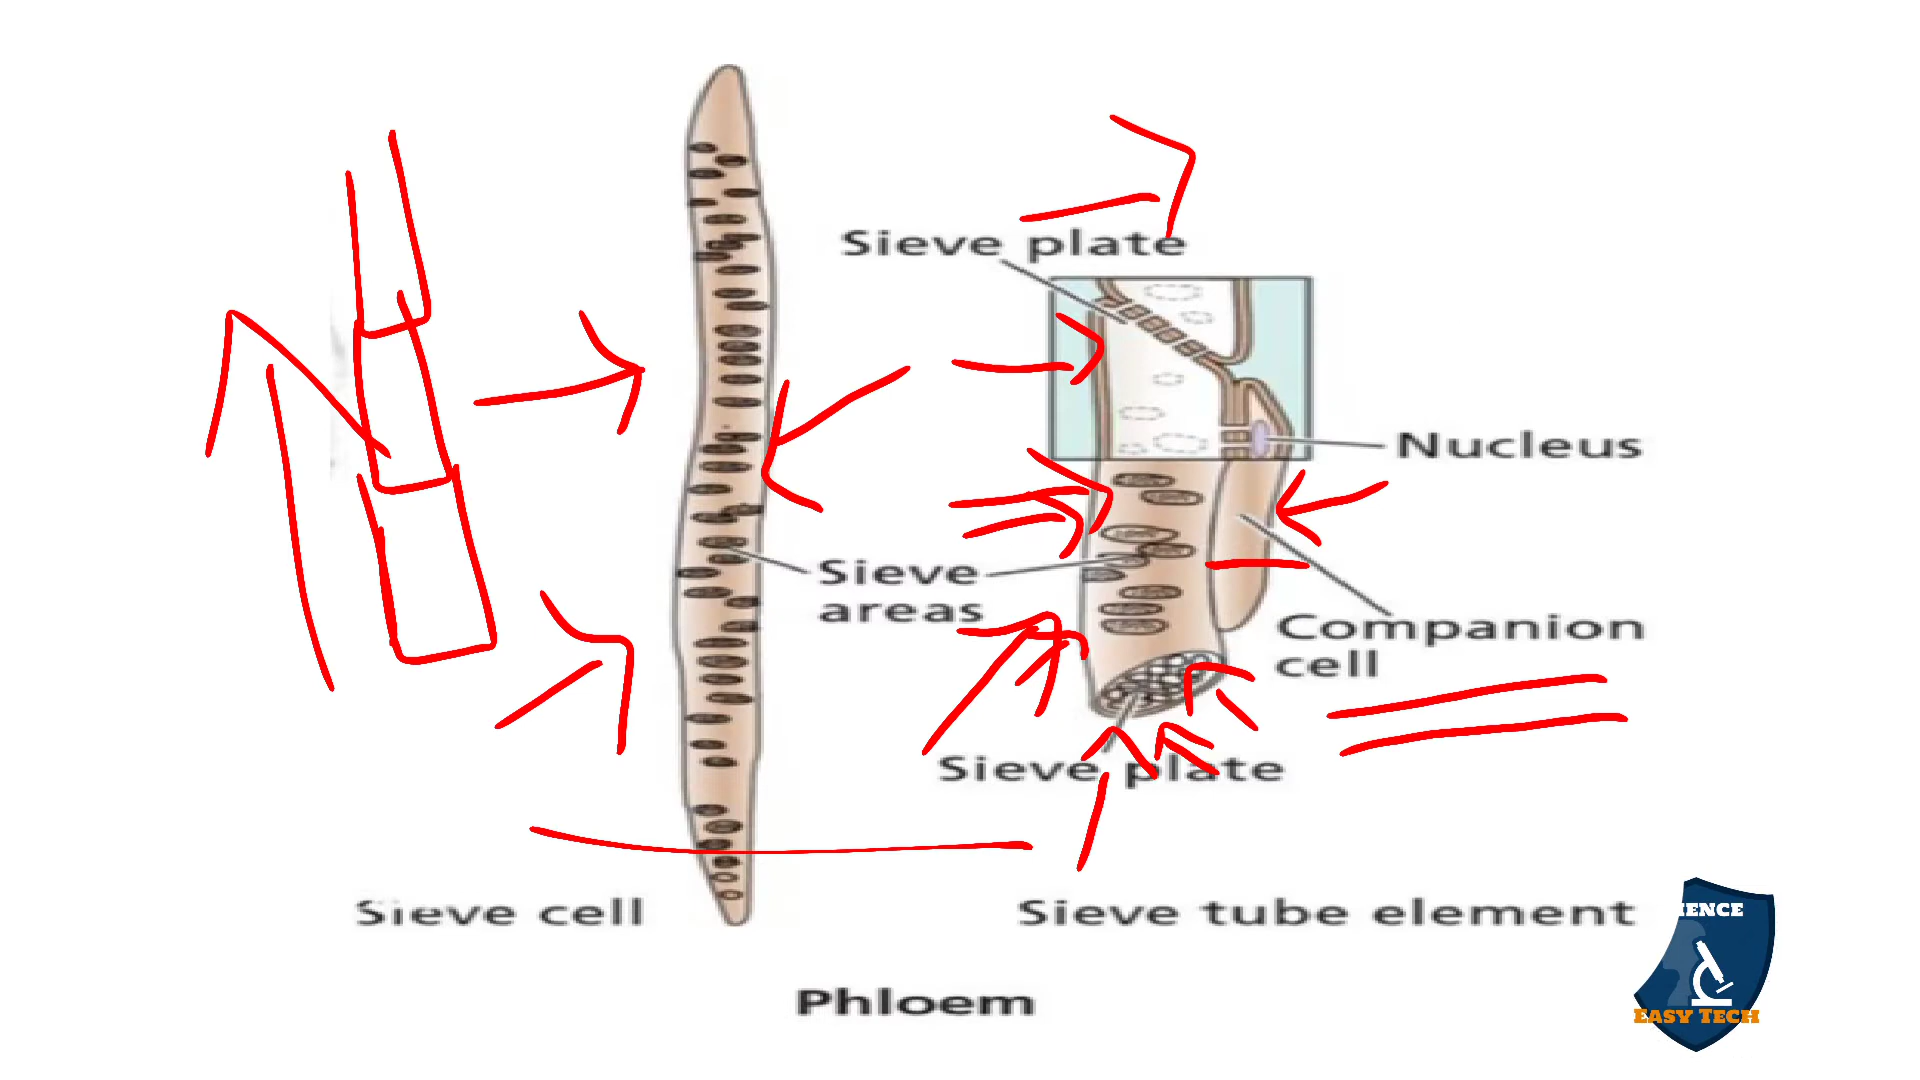 Sieve plate
Nucleus
Sieve
areas
Companion
cell
Sieve plate
Sieve cell
Sieve tube element
Phloem
IENCE
EASY TECH